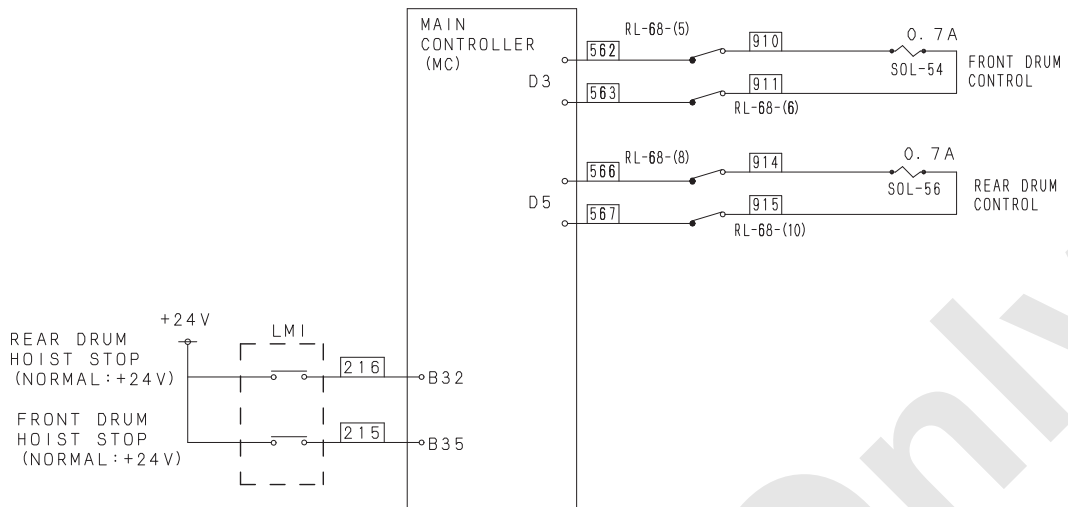 MAIN
CONTROLLER
(MC)
RL-68-(5)
562
910
0.7A
SOL-54
FRONT DRUM
CONTROL
D3
563
911
RL-68-(6)
RL-68-(8)
566
914
0.7A
SOL-56
REAR DRUM
CONTROL
D5
567
915
RL-68-(10)
+24V
LMI
REAR DRUM
HOIST STOP
(NORMAL:+24V)
216
B32
FRONT DRUM
HOIST STOP
(NORMAL:+24V)
215
B35
Only